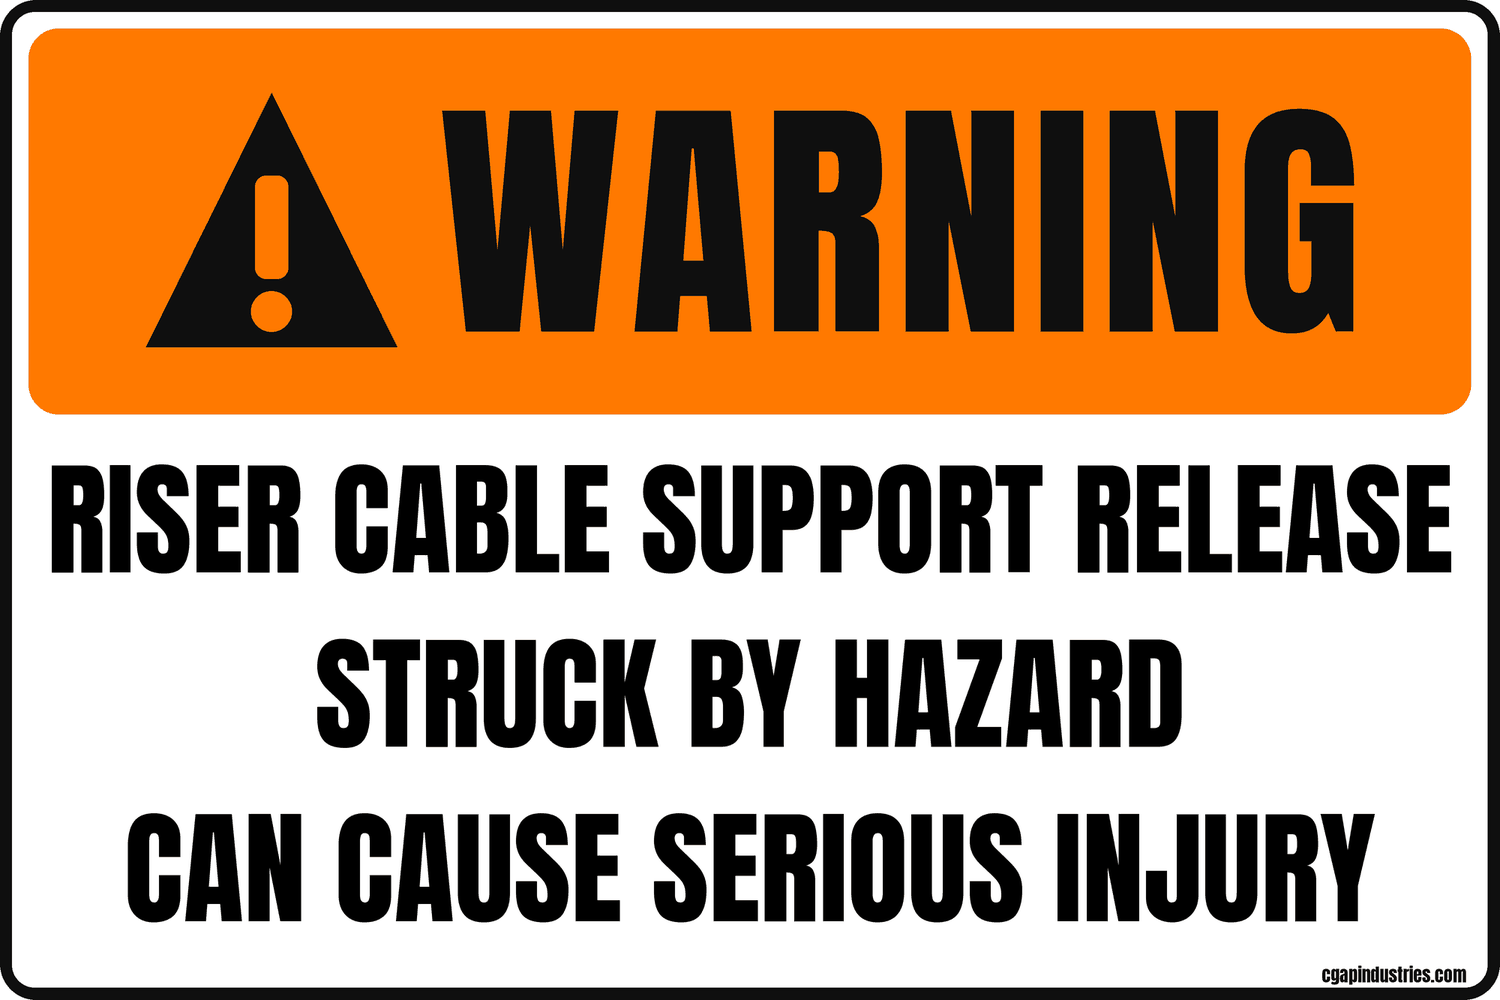 WARNING
RISER CABLE SUPPORT RELEASE
STRUCK BY HAZARD
CAN CAUSE SERIOUS INJURY
cgapindustries.com